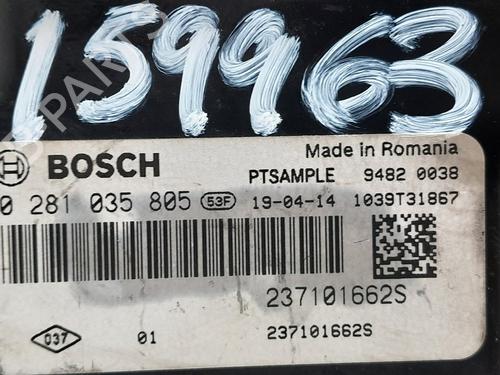 159963
BOSCH
Made in Romania
PTSAMPLE 9482 0038
0 281 035 805 53F 19-04-14 1039T31867
237101662S
037 01 237101662S